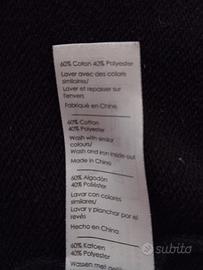 60% Coton 40% Polyester
Laver avec des coloris
similaires/
Laver et repasser sur
l'envers
Fabriqué en Chine
60% Cotton
40% Polyester
Wash with similar
colours/
Wash and iron inside out
Made in China
60% Algodón
40% Poliéster
Lavar con colores
similares/
Lavar y planchar por el
revés
Hecho en China
60% Katoen
40% Polyester
Wassen met
subito